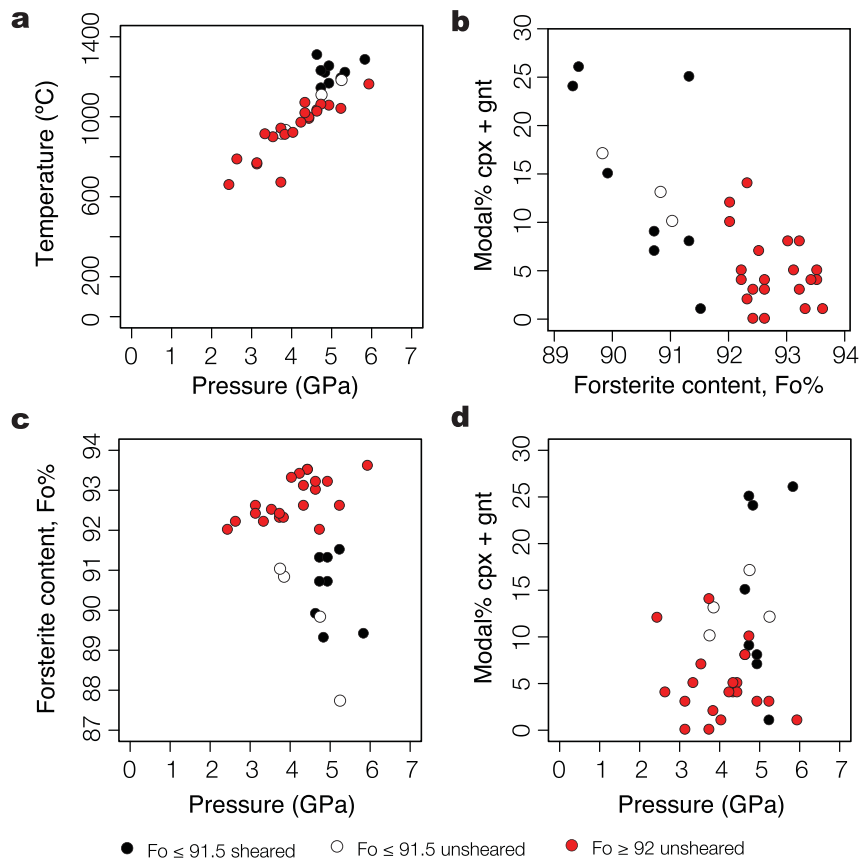 a
1400
1000
600
200
0
Temperature (°C)
0 1 2 3 4 5 6 7
Pressure (GPa)
b
30
25
20
15
10
5
0
Modal% cpx + gnt
89 90 91 92 93 94
Forsterite content, Fo%
c
94
93
92
91
90
89
88
87
Forsterite content, Fo%
0 1 2 3 4 5 6 7
Pressure (GPa)
d
30
25
20
15
10
5
0
Modal% cpx + gnt
0 1 2 3 4 5 6 7
Pressure (GPa)
Fo ≤ 91.5 sheared Fo ≤ 91.5 unsheared Fo ≥ 92 unsheared